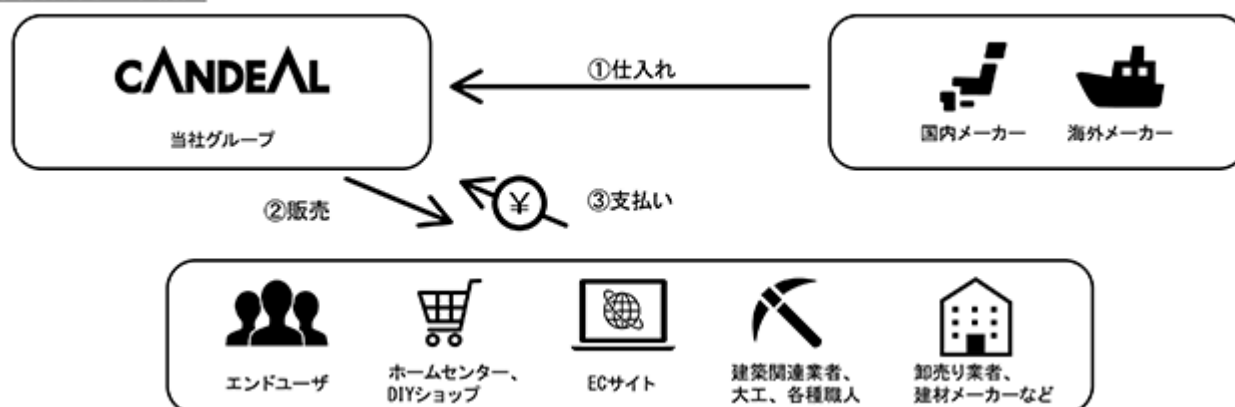 CANDEAL
当社グループ
①仕入れ
国内メーカー
海外メーカー
②販売
¥
③支払い
エンドユーザ
ホームセンター、
DIYショップ
ECサイト
建築関連業者、
大工、各種職人
卸売り業者、
建材メーカーなど